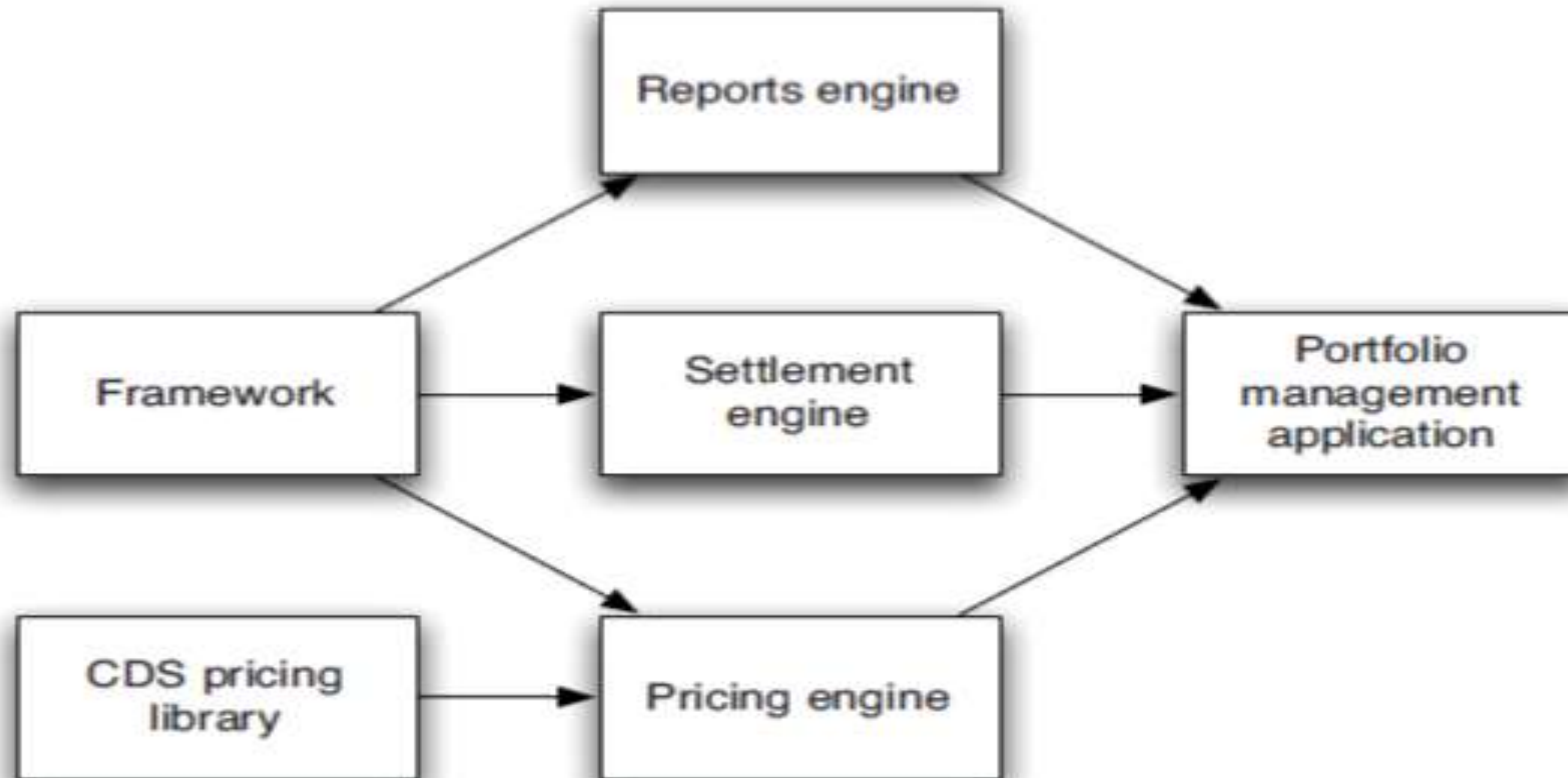 Reports engine
Framework
Settlement
engine
Portfolio
management
application
CDS pricing
library
Pricing engine